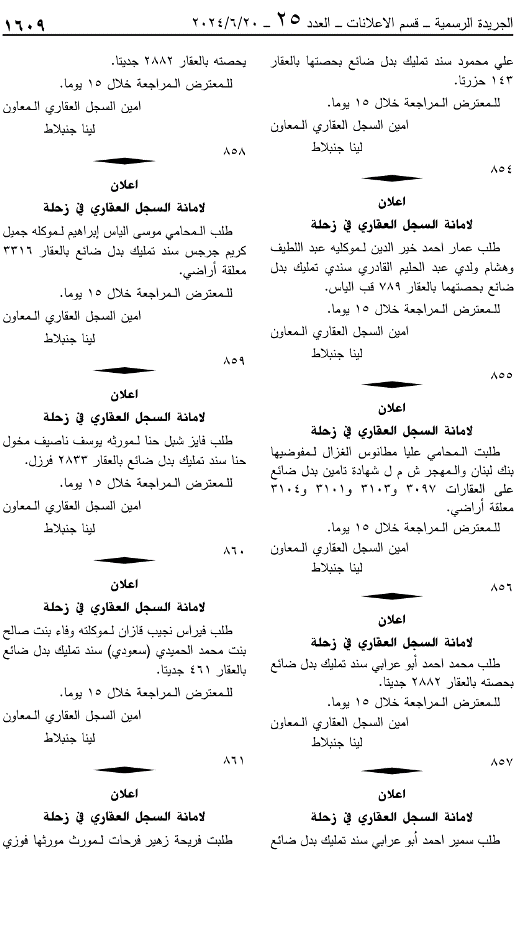 الجريدة الرسمية ــ قسم الاعلانات ــ العدد ٢٥ ــ ٢٠٢٤/٦/٢٠
١٦٠٩
علي محمود سند تمليك بدل ضائع بحصتها بالعقار
١٤٣ حزرتا.
للمعترض المراجعة خلال ١٥ يوما.
امين السجل العقاري المعاون
لينا جنبلاط
٨٥٤
اعلان
لامانة السجل العقاري في زحلة
طلب عمار احمد خير الدين لموكليه عبد اللطيف
وهشام ولدي عبد الحليم القادري سندي تمليك بدل
ضائع بحصتهما بالعقار ٧٨٩ قب الياس.
للمعترض المراجعة خلال ١٥ يوما.
امين السجل العقاري المعاون
لينا جنبلاط
٨٥٥
اعلان
لامانة السجل العقاري في زحلة
طلبت المحامي عليا مطانوس الغزال لمفوضيها
بنك لبنان والمهجر ش م ل شهادة تامين بدل ضائع
على العقارات ٣٠٩٧ و٣١٠٣ و٣١٠١ و٣١٠٤
معلقة أراضي.
للمعترض المراجعة خلال ١٥ يوما.
امين السجل العقاري المعاون
لينا جنبلاط
٨٥٦
اعلان
لامانة السجل العقاري في زحلة
طلب محمد احمد أبو عرابي سند تمليك بدل ضائع
بحصته بالعقار ٢٨٨٢ جديتا.
للمعترض المراجعة خلال ١٥ يوما.
امين السجل العقاري المعاون
لينا جنبلاط
٨٥٧
اعلان
لامانة السجل العقاري في زحلة
طلب سمير احمد أبو عرابي سند تمليك بدل ضائع
بحصته بالعقار ٢٨٨٢ جديتا.
للمعترض المراجعة خلال ١٥ يوما.
امين السجل العقاري المعاون
لينا جنبلاط
٨٥٨
اعلان
لامانة السجل العقاري في زحلة
طلب المحامي موسى الياس إبراهيم لموكله جميل
كريم جرجس سند تمليك بدل ضائع بالعقار ٣٣١٦
معلقة أراضي.
للمعترض المراجعة خلال ١٥ يوما.
امين السجل العقاري المعاون
لينا جنبلاط
٨٥٩
اعلان
لامانة السجل العقاري في زحلة
طلب فايز شبل حنا لمورثه يوسف ناصيف مخول
حنا سند تمليك بدل ضائع بالعقار ٢٨٣٣ فرزل.
للمعترض المراجعة خلال ١٥ يوما.
امين السجل العقاري المعاون
لينا جنبلاط
٨٦٠
اعلان
لامانة السجل العقاري في زحلة
طلب فيراس نجيب قازان لموكلته وفاء بنت صالح
بنت محمد الحميدي (سعودي) سند تمليك بدل ضائع
بالعقار ٤٦١ جديتا.
للمعترض المراجعة خلال ١٥ يوما.
امين السجل العقاري المعاون
لينا جنبلاط
٨٦١
اعلان
لامانة السجل العقاري في زحلة
طلبت فريحة زهير فرحات لمورث مورثها فوزي